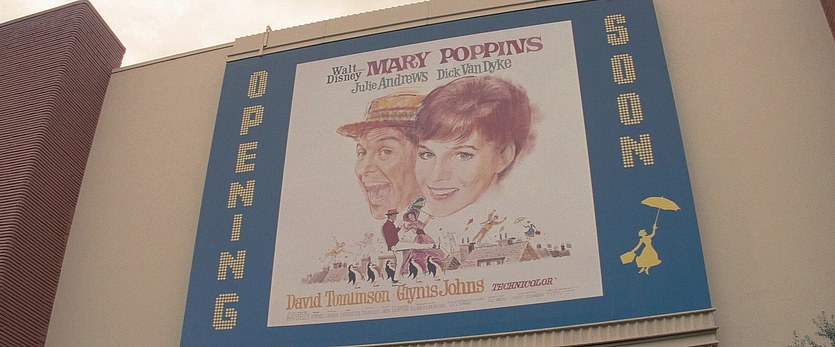 OPENING
SOON
Walt Disney MARY POPPINS
Julie Andrews Dick Van Dyke
David Tomlinson Glynis Johns
TECHNICOLOR